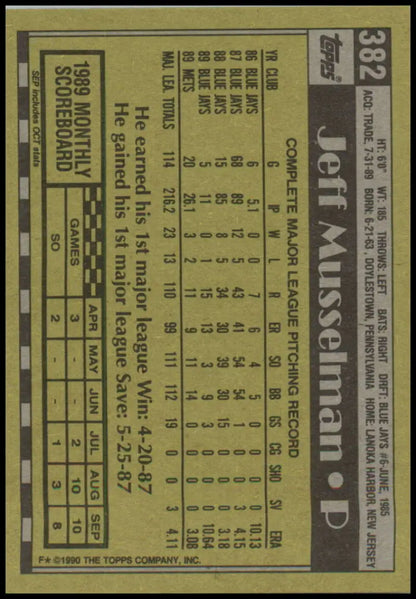 382
Topps®
HT: 6'0" WT: 185 THROWS: LEFT BATS: RIGHT DRFT: BLUE JAYS #6-JUNE, 1985
ACQ: TRADE, 7-31-89 BORN: 6-21-63, DOYLESTOWN, PENNSYLVANIA HOME: LANOKA HARBOR, NEW JERSEY
Jeff Musselman • P
COMPLETE MAJOR LEAGUE PITCHING RECORD
YR CLUB G IP W L R ER SO BB GS CG SHO SV ERA
86 BLUE JAYS 6 5.1 0 0 7 6 4 5 0 0 0 0 10.13
87 BLUE JAYS 68 89 12 5 43 41 54 54 1 0 0 3 4.15
88 BLUE JAYS 15 85 8 5 34 30 39 30 15 0 0 0 3.18
89 BLUE JAYS 5 11 0 1 15 13 3 9 3 0 0 0 10.64
89 METS 20 26.1 3 2 11 9 11 14 0 0 0 0 3.08
MAJ. LEA. TOTALS 114 216.2 23 13 110 99 111 112 19 0 0 3 4.11
He earned his 1st major league Win: 4-20-87
He gained his 1st major league Save: 5-25-87
1989 MONTHLY SCOREBOARD
SEP includes OCT stats
APR MAY JUN JUL AUG SEP
GAMES 3 - - 2 10 10
SO 2 - - 1 3 8
F* ©1990 THE TOPPS COMPANY, INC.